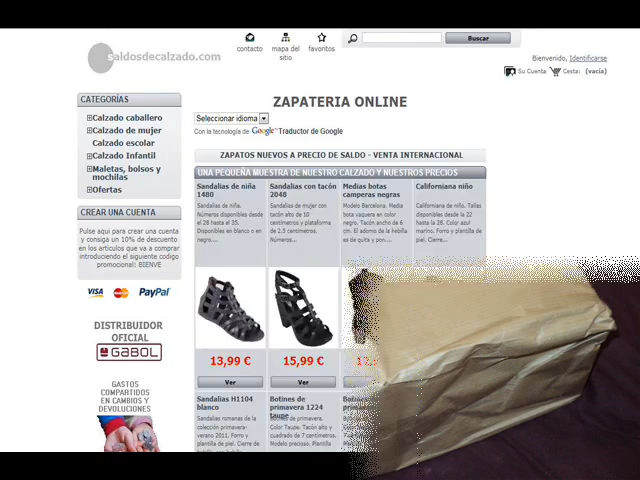 saldosdecalzado.com
contacto
mapa del
sitio
favoritos
Buscar
Bienvenido, Identificarse
Su Cuenta
Cesta: (vacía)
CATEGORÍAS
Calzado caballero
Calzado de mujer
Calzado escolar
Calzado Infantil
Maletas, bolsos y
mochilas
Ofertas
CREAR UNA CUENTA
Pulse aqui para crear una
cuenta y consiga un 10% de descuento
en los articulos que va a comprar
introduciendo el siguiente codigo
promocional: BIENVE
VISA MasterCard PayPal
DISTRIBUIDOR
OFICIAL
GABOL
GASTOS
COMPARTIDOS
EN CAMBIOS Y
DEVOLUCIONES
ZAPATERIA ONLINE
Seleccionar idioma
Con la tecnología de Google Traductor de Google
ZAPATOS NUEVOS A PRECIO DE SALDO - VENTA INTERNACIONAL
UNA PEQUEÑA MUESTRA DE NUESTRO CALZADO Y NUESTROS PRECIOS
Sandalias de niña
1480
Sandalias de niña.
Números disponibles desde
el 28 hasta el 35.
Disponibles en blanco o en
negro....
Sandalias con tacón
2048
Sandalias de mujer con
tacón alto de 10
centímetros y plataforma
de 2.5 centimetros.
Números...
Medias botas
camperas negras
Modelo Barcelona. Media
bota vaquera en color
negro. Tacón ancho de 6
cm. El adorno de la hebilla
es de quita y pon....
Californiana niño
Californiana de niño. Tallas
disponibles desde la 22
hasta la 28. Color azul
marino. Forro y plantilla de
piel. Cierre...
13,99 €
15,99 €
Ver
Ver
Sandalias H1104
blanco
Sandalias romanas de la
colección primavera-
verano 2011. Forro y
plantilla de piel. Cierre de
Botines de
primavera 1224
taupe
Botines de primavera.
Color Taupe. Tacón alto y
cuadrado de 7 centímetros.
Modelo precioso. Plantilla